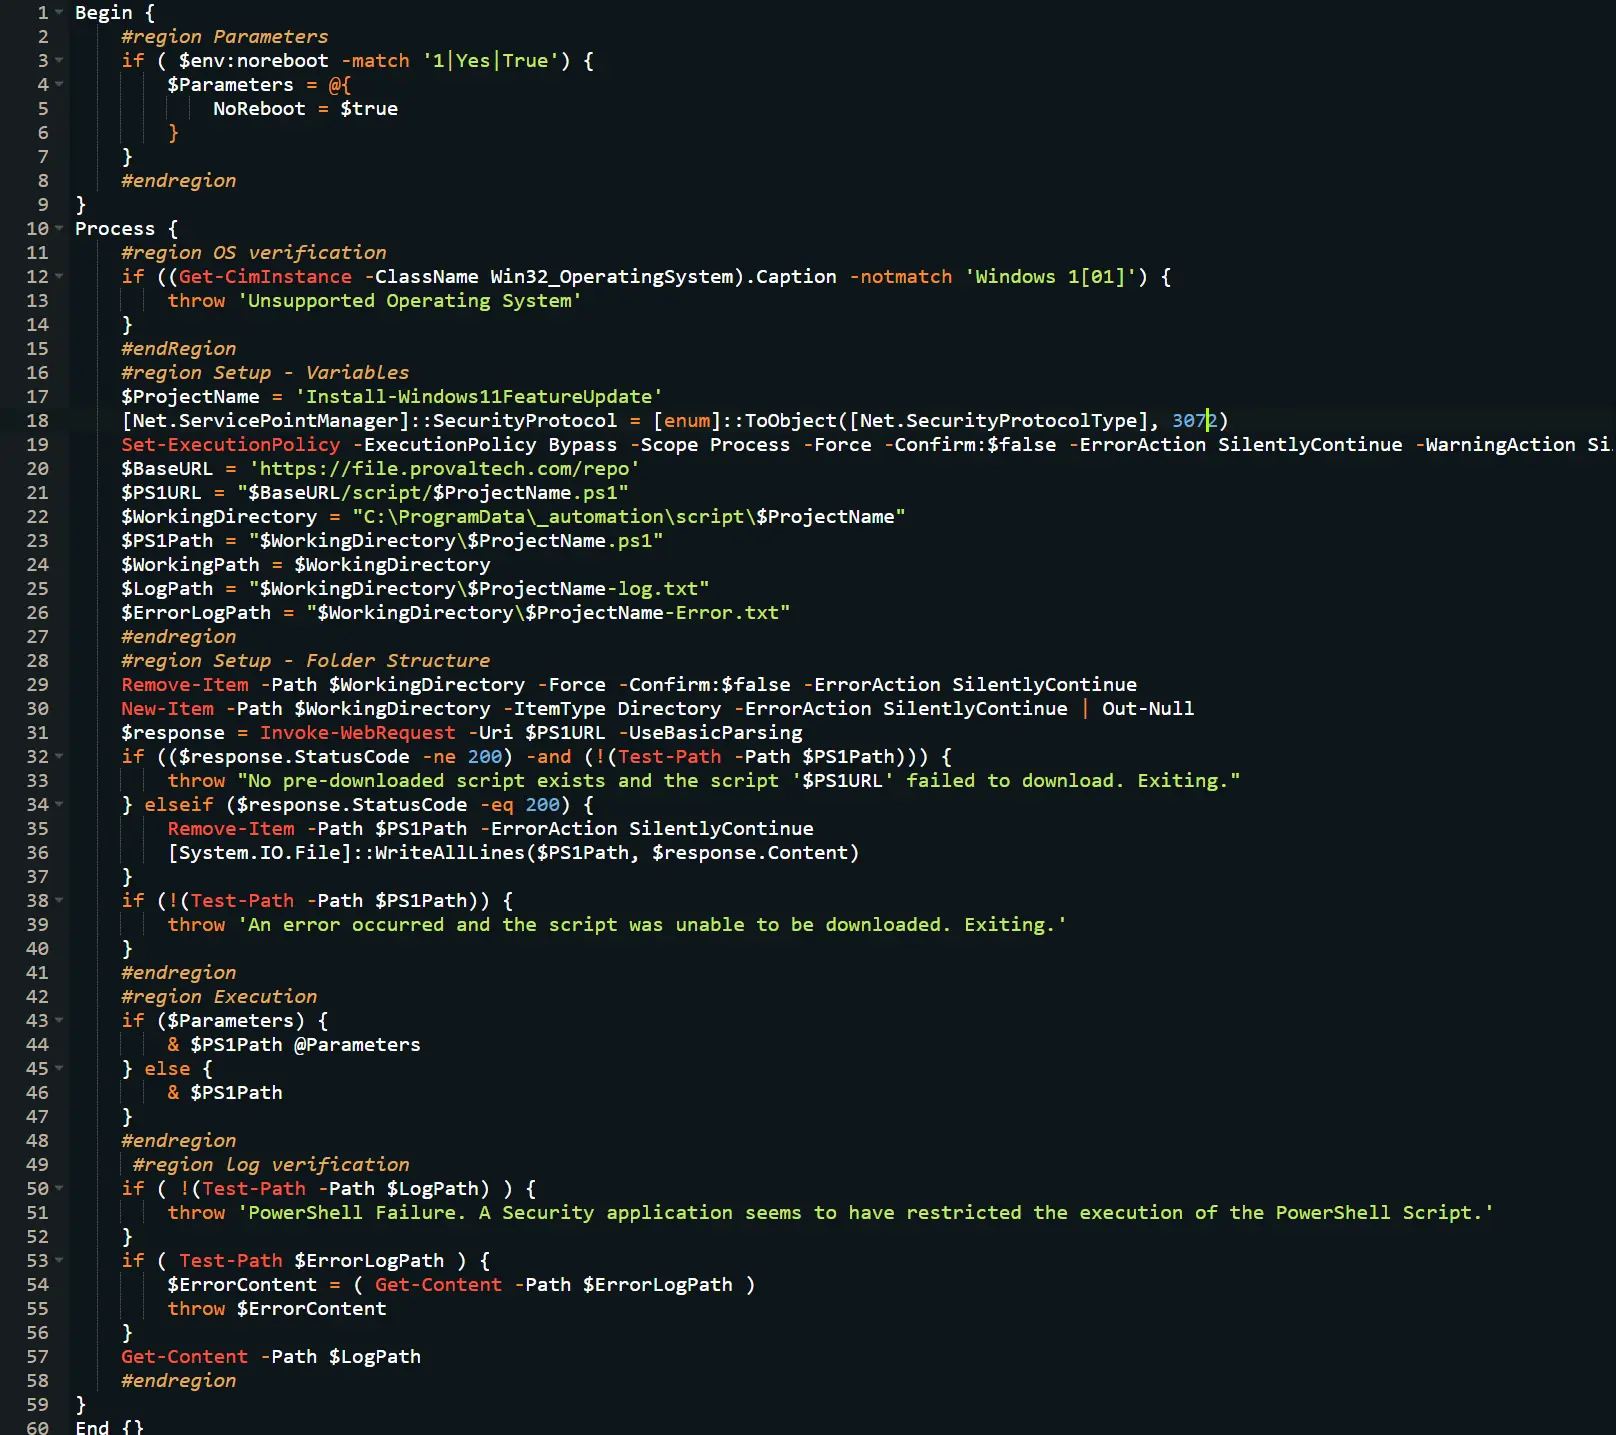 1 Begin {
2 #region Parameters
3 if ( $env:noreboot -match '1|Yes|True') {
4 $Parameters = @{
5 NoReboot = $true
6 }
7 }
8 #endregion
9 }
10 Process {
11 #region OS verification
12 if ((Get-CimInstance -ClassName Win32_OperatingSystem).Caption -notmatch 'Windows 1[01]') {
13 throw 'Unsupported Operating System'
14 }
15 #endRegion
16 #region Setup - Variables
17 $ProjectName = 'Install-Windows11FeatureUpdate'
18 [Net.ServicePointManager]::SecurityProtocol = [enum]::ToObject([Net.SecurityProtocolType], 3072)
19 Set-ExecutionPolicy -ExecutionPolicy Bypass -Scope Process -Force -Confirm:$false -ErrorAction SilentlyContinue -WarningAction Si
20 $BaseURL = 'https://file.provaltech.com/repo'
21 $PS1URL = "$BaseURL/script/$ProjectName.ps1"
22 $WorkingDirectory = "C:\ProgramData\_automation\script\$ProjectName"
23 $PS1Path = "$WorkingDirectory\$ProjectName.ps1"
24 $WorkingPath = $WorkingDirectory
25 $LogPath = "$WorkingDirectory\$ProjectName-log.txt"
26 $ErrorLogPath = "$WorkingDirectory\$ProjectName-Error.txt"
27 #endregion
28 #region Setup - Folder Structure
29 Remove-Item -Path $WorkingDirectory -Force -Confirm:$false -ErrorAction SilentlyContinue
30 New-Item -Path $WorkingDirectory -ItemType Directory -ErrorAction SilentlyContinue | Out-Null
31 $response = Invoke-WebRequest -Uri $PS1URL -UseBasicParsing
32 if (($response.StatusCode -ne 200) -and (!(Test-Path -Path $PS1Path))) {
33 throw "No pre-downloaded script exists and the script '$PS1URL' failed to download. Exiting."
34 } elseif ($response.StatusCode -eq 200) {
35 Remove-Item -Path $PS1Path -ErrorAction SilentlyContinue
36 [System.IO.File]::WriteAllLines($PS1Path, $response.Content)
37 }
38 if (!(Test-Path -Path $PS1Path)) {
39 throw 'An error occurred and the script was unable to be downloaded. Exiting.'
40 }
41 #endregion
42 #region Execution
43 if ($Parameters) {
44 & $PS1Path @Parameters
45 } else {
46 & $PS1Path
47 }
48 #endregion
49 #region log verification
50 if ( !(Test-Path -Path $LogPath) ) {
51 throw 'PowerShell Failure. A Security application seems to have restricted the execution of the PowerShell Script.'
52 }
53 if ( Test-Path $ErrorLogPath ) {
54 $ErrorContent = ( Get-Content -Path $ErrorLogPath )
55 throw $ErrorContent
56 }
57 Get-Content -Path $LogPath
58 #endregion
59 }
60 End {}